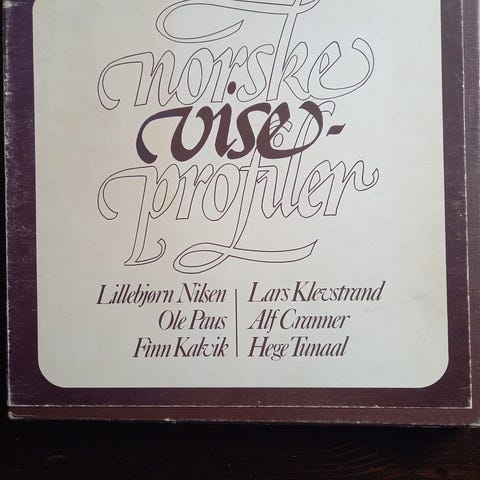 norske
vise-
profiler
Lillebjørn Nilsen
Ole Paus
Finn Kalvik
Lars Klevstrand
Alf Cranner
Hege Tunaal